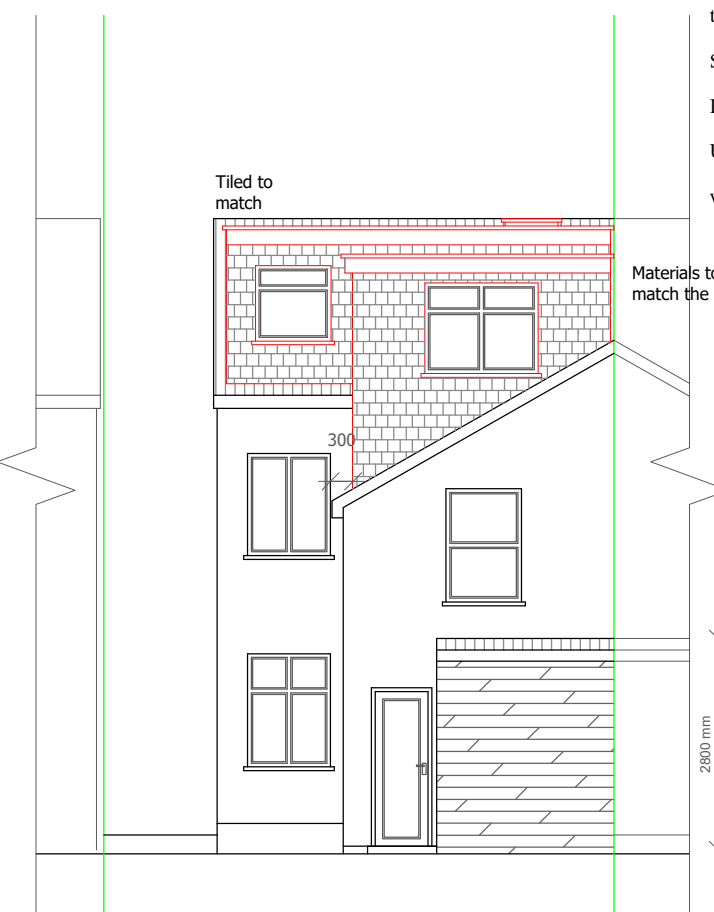 Tiled to
match
Materials to
match the
300
2800 mm